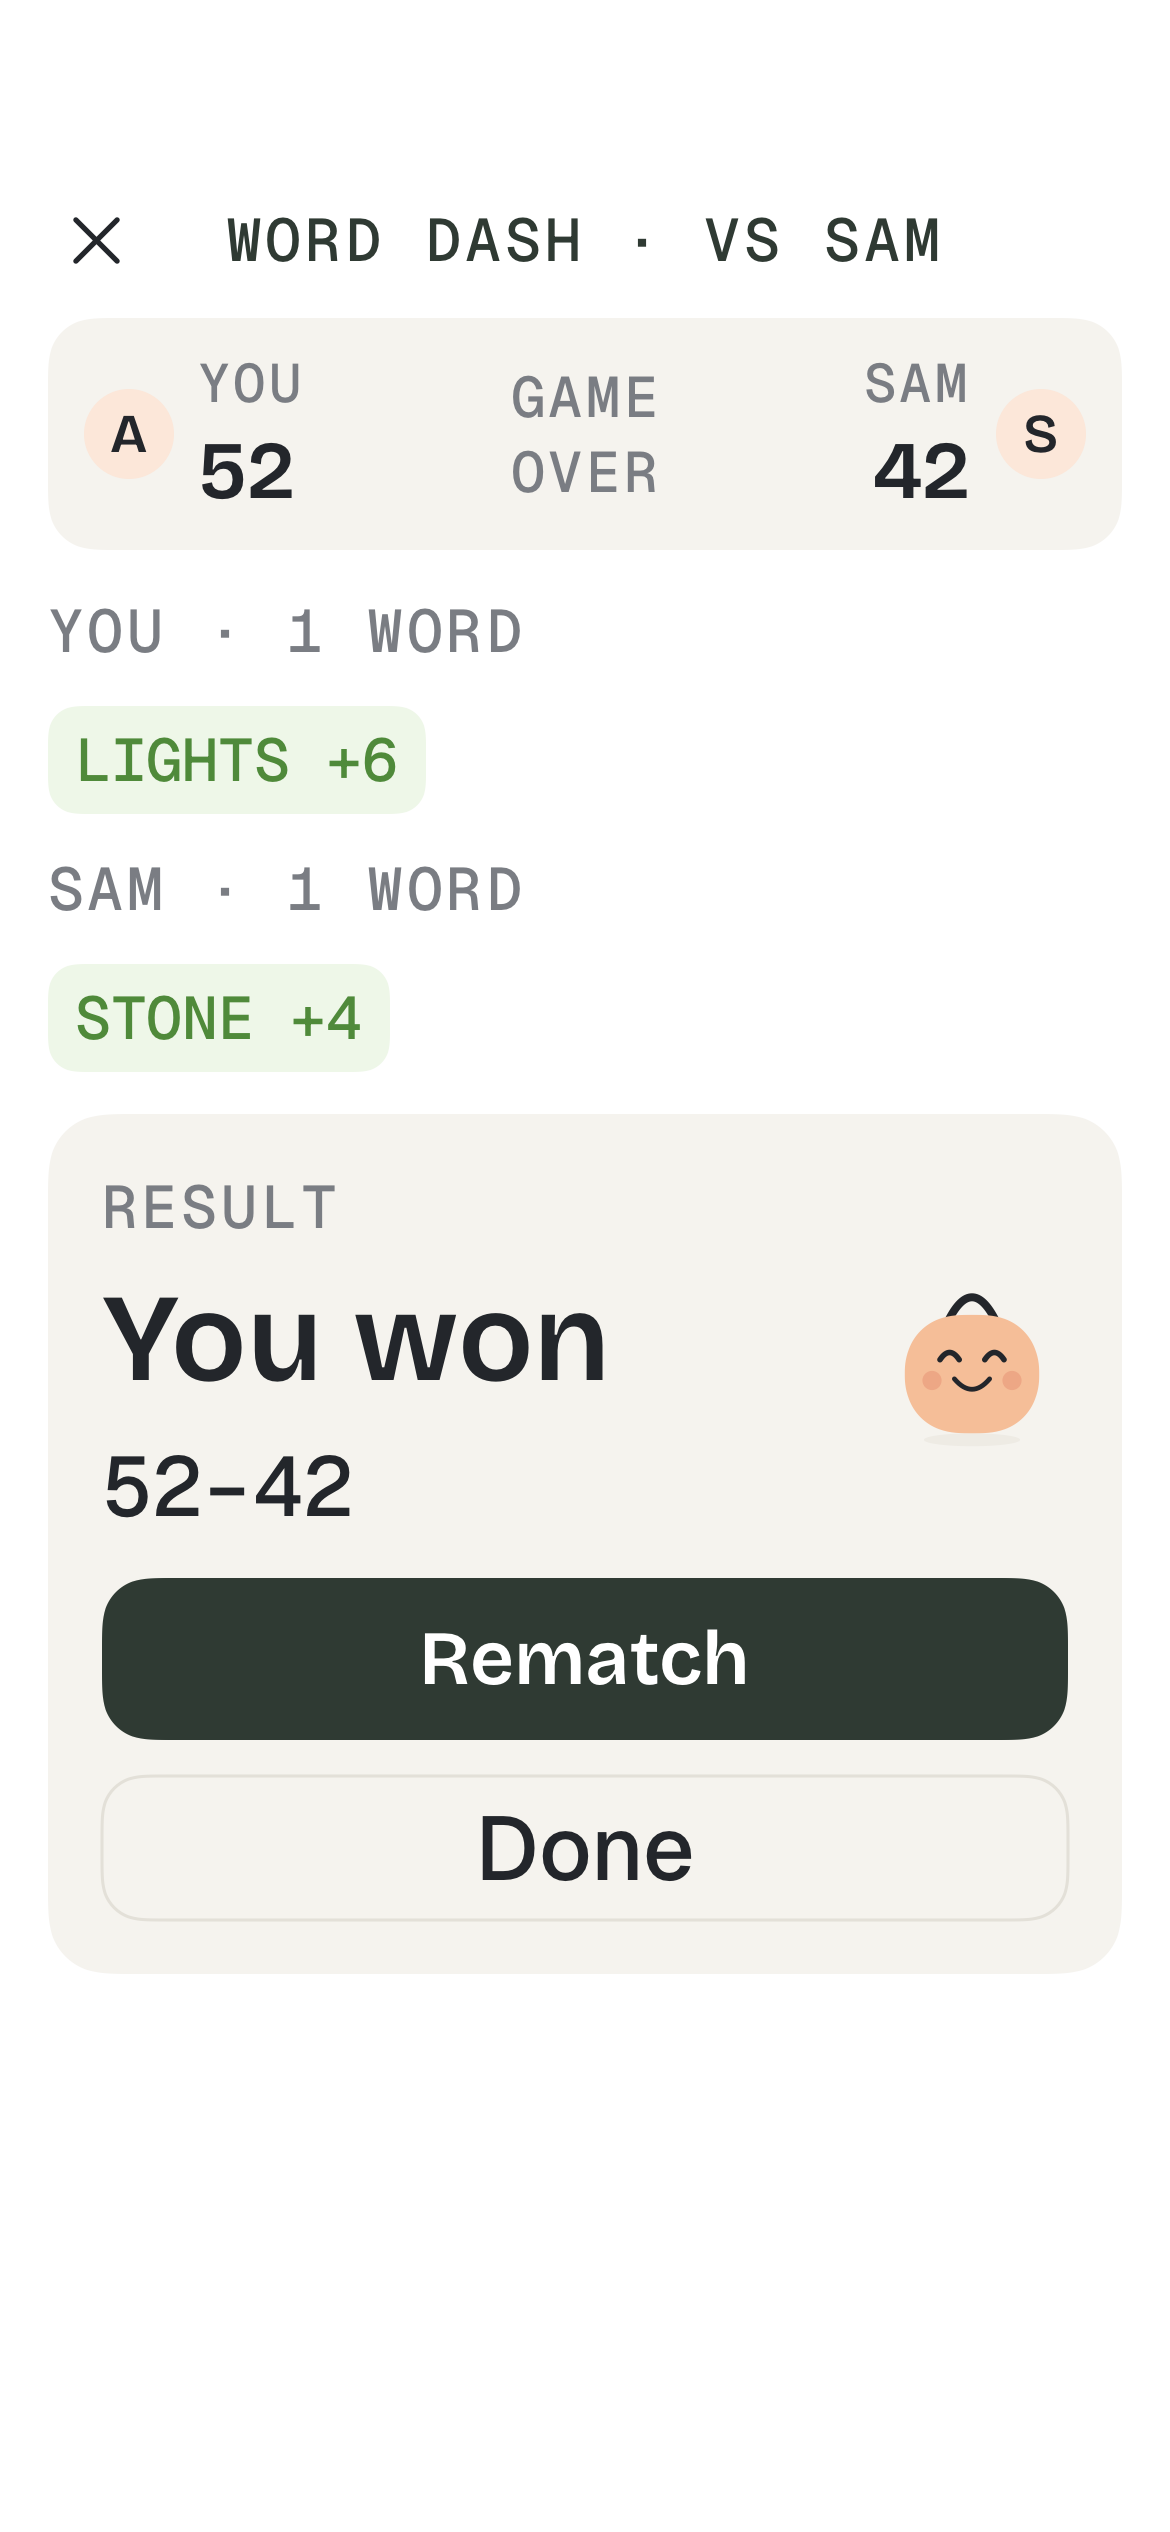 WORD DASH · VS SAM
A
YOU
52
GAME
OVER
SAM
42
S
YOU · 1 WORD
LIGHTS +6
SAM · 1 WORD
STONE +4
RESULT
You won
52–42
Rematch
Done